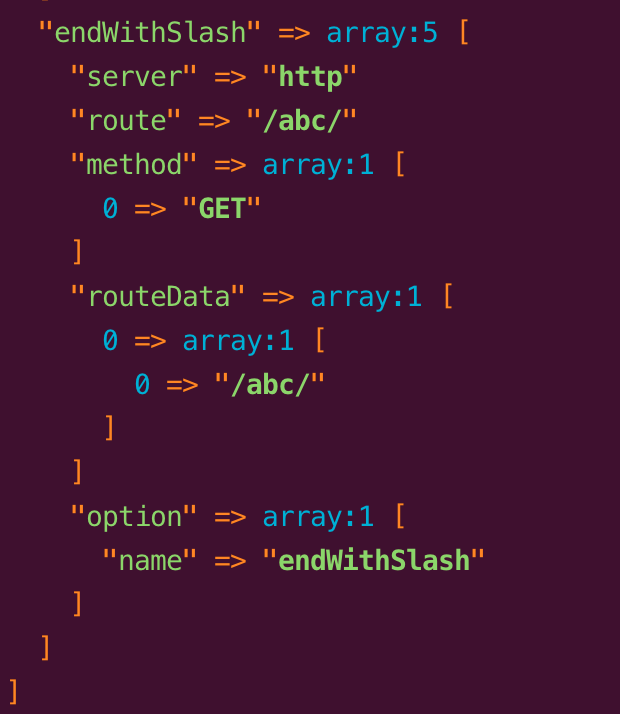 "endWithSlash" => array:5 [
"server" => "http"
"route" => "/abc/"
"method" => array:1 [
0 => "GET"
]
"routeData" => array:1 [
0 => array:1 [
0 => "/abc/"
]
]
"option" => array:1 [
"name" => "endWithSlash"
]
]
]